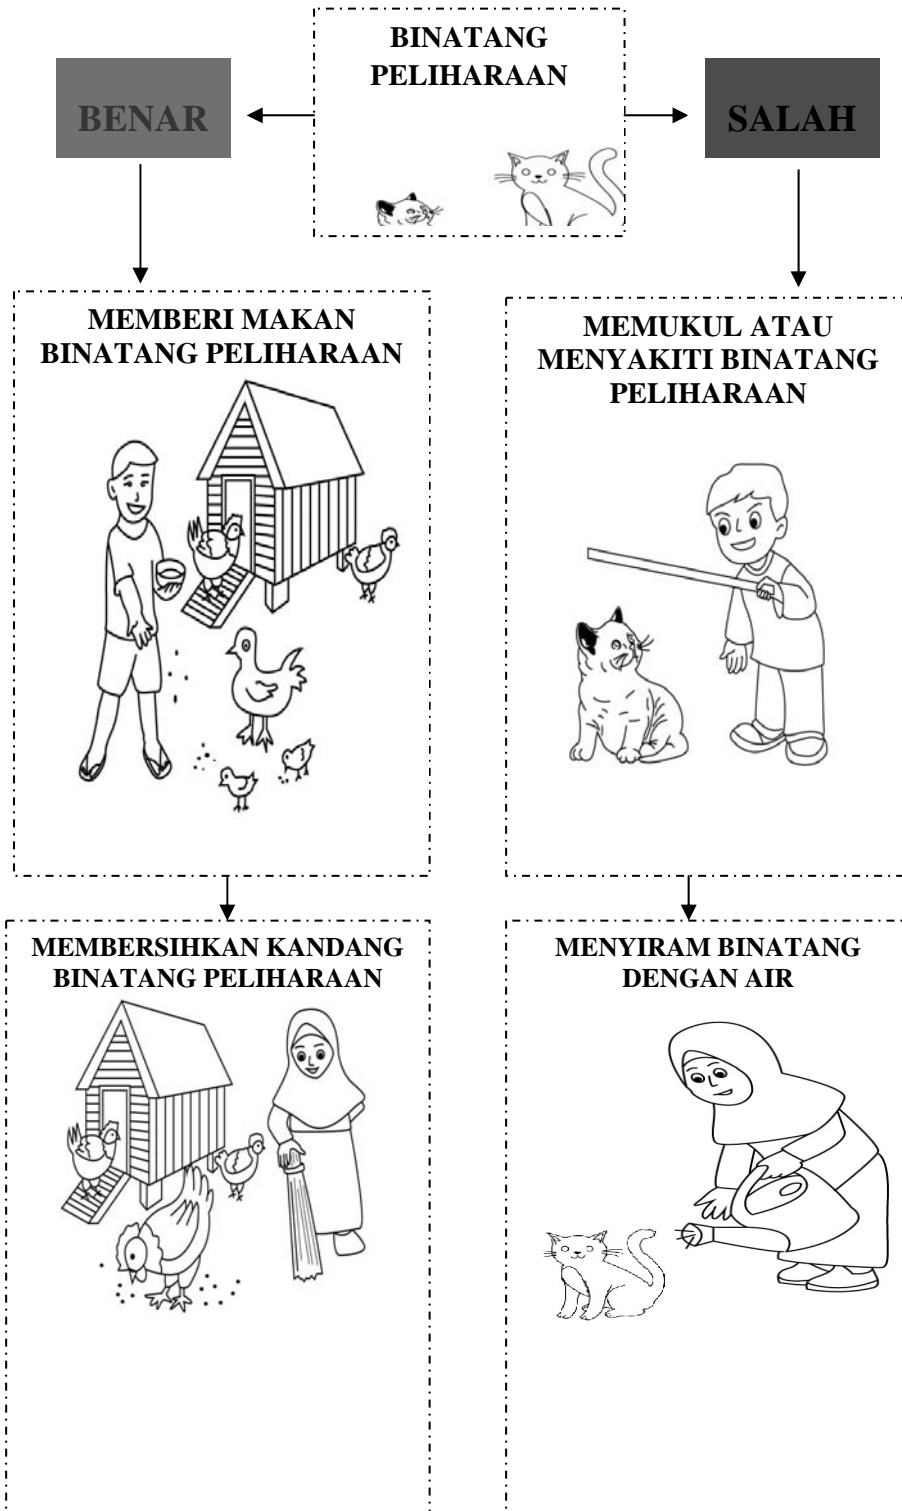 BINATANG
PELIHARAAN
BENAR
SALAH
MEMBERI MAKAN
BINATANG PELIHARAAN
MEMUKUL ATAU
MENYAKITI BINATANG
PELIHARAAN
MEMBERSIHKAN KANDANG
BINATANG PELIHARAAN
MENYIRAM BINATANG
DENGAN AIR